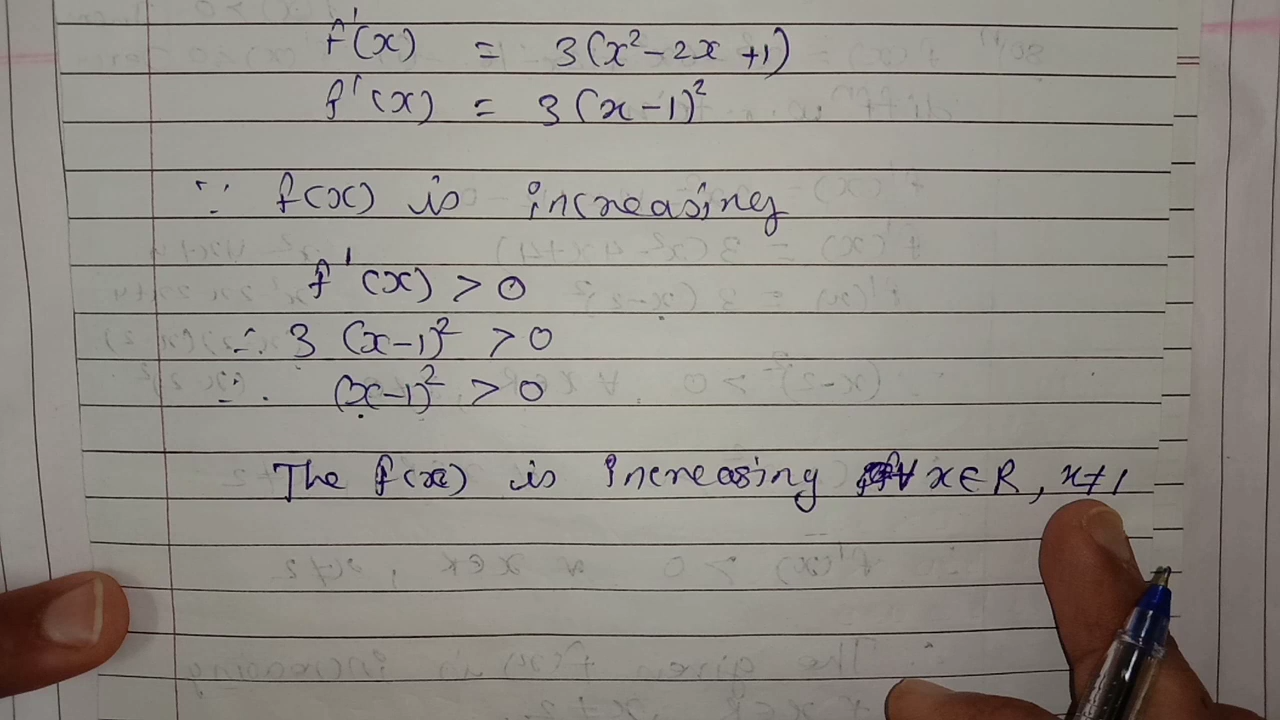 f'(x) = 3(x²-2x +1)
f'(x) = 3(x-1)²
∵ f(x) is increasing
f'(x) > 0
∴ 3 (x-1)² > 0
∴ (x-1)² > 0
The f(x) is increasing ∀ x∈R, x≠1